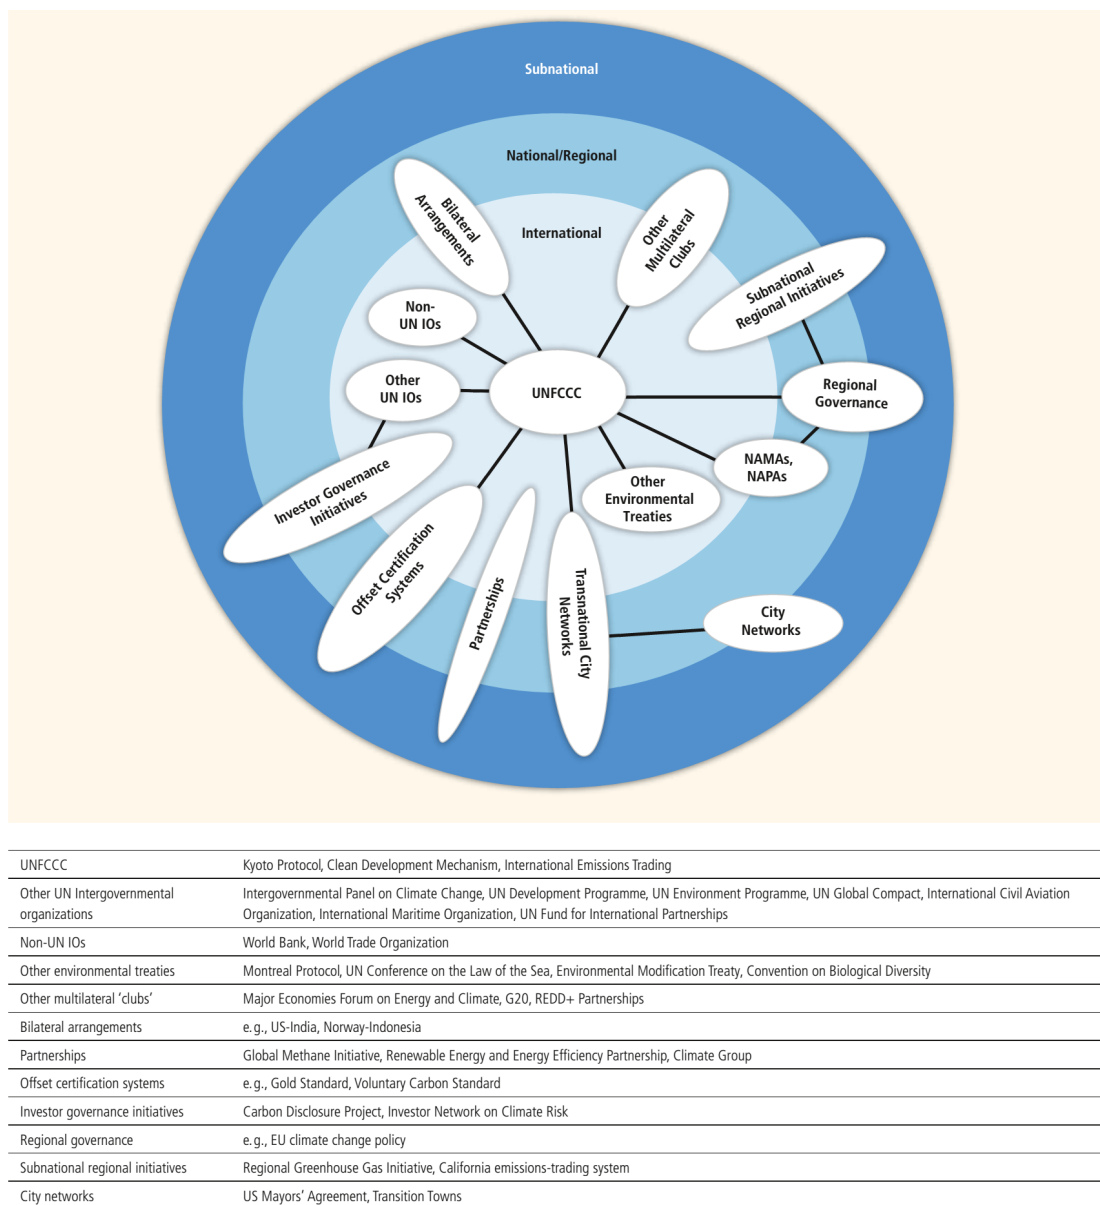 Subnational
National/Regional
International
Bilateral
Arrangements
Other
Multilateral
Clubs
Subnational
Regional Initiatives
Non-
UN IOs
Other
UN IOs
UNFCCC
Regional
Governance
NAMAs,
NAPAs
Other
Environmental
Treaties
Investor Governance
Initiatives
Offset Certification
Systems
Partnerships
Transnational City
Networks
City
Networks
UNFCCC Kyoto Protocol, Clean Development Mechanism, International Emissions Trading
Other UN Intergovernmental
organizations
Intergovernmental Panel on Climate Change, UN Development Programme, UN Environment Programme, UN Global Compact, International Civil Aviation
Organization, International Maritime Organization, UN Fund for International Partnerships
Non-UN IOs World Bank, World Trade Organization
Other environmental treaties Montreal Protocol, UN Conference on the Law of the Sea, Environmental Modification Treaty, Convention on Biological Diversity
Other multilateral ‘clubs’ Major Economies Forum on Energy and Climate, G20, REDD+ Partnerships
Bilateral arrangements e. g., US-India, Norway-Indonesia
Partnerships Global Methane Initiative, Renewable Energy and Energy Efficiency Partnership, Climate Group
Offset certification systems e. g., Gold Standard, Voluntary Carbon Standard
Investor governance initiatives Carbon Disclosure Project, Investor Network on Climate Risk
Regional governance e. g., EU climate change policy
Subnational regional initiatives Regional Greenhouse Gas Initiative, California emissions-trading system
City networks US Mayors’ Agreement, Transition Towns